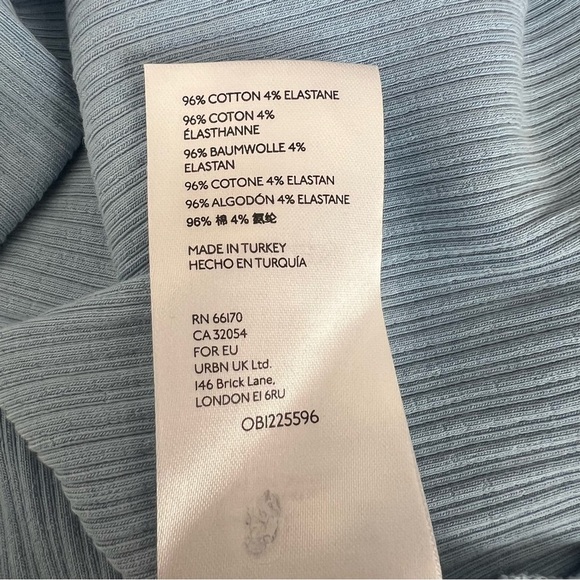 96% COTTON 4% ELASTANE
96% COTON 4%
ÉLASTHANNE
96% BAUMWOLLE 4%
ELASTAN
96% COTONE 4% ELASTAN
96% ALGODÓN 4% ELASTANE
96% 棉 4% 氨纶
MADE IN TURKEY
HECHO EN TURQUÍA
RN 66170
CA 32054
FOR EU
URBN UK Ltd.
146 Brick Lane,
LONDON E1 6RU
OB1225596